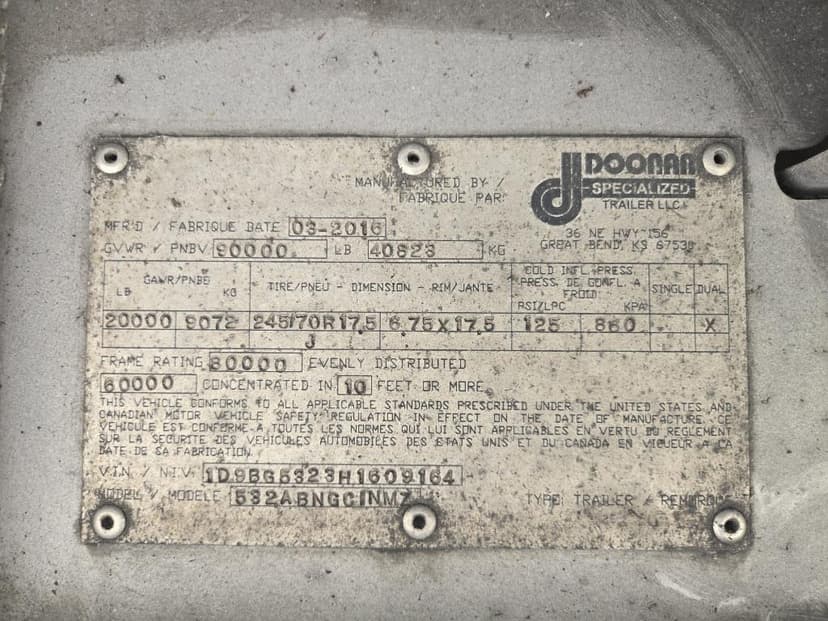 DOONAN
SPECIALIZED
TRAILER LLC
MANUFACTURED BY /
FABRIQUE PAR
36 NE HWY 156
GREAT BEND, KS 67530
MFR'D / FABRIQUE DATE 03-2016
GVWR / PNBV 90000 LB 40823 KG
GAWR/PNBE
LB KG
TIRE/PNEU - DIMENSION - RIM/JANTE
COLD INFL. PRESS.
PRESS. DE GONFL. A
FROID
PSI/LPC KPA
SINGLE DUAL
20000 9072 245/70R17.5 6.75X17.5 125 860 X
J
FRAME RATING 80000 EVENLY DISTRIBUTED
60000 CONCENTRATED IN 10 FEET OR MORE.
THIS VEHICLE CONFORMS TO ALL APPLICABLE STANDARDS PRESCRIBED UNDER THE UNITED STATES AND
CANADIAN MOTOR VEHICLE SAFETY REGULATION IN EFFECT ON THE DATE OF MANUFACTURE. CE
VEHICULE EST CONFORME A TOUTES LES NORMES QUI LUI SONT APPLICABLES EN VERTU DU REGLEMENT
SUR LA SECURITE DES VEHICULES AUTOMOBILES DES ETATS UNIS ET DU CANADA EN VIGUEUR A LA
DATE DE SA FABRICATION.
V.I.N / N.I.V. 1D9BG5323H1609164
MODEL / MODELE TYPE: TRAILER / REMORQUE